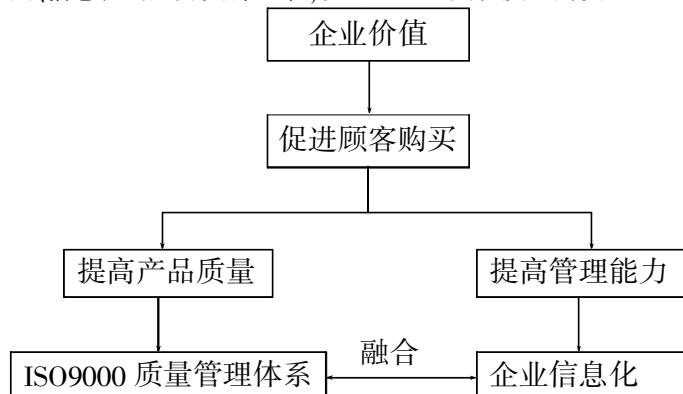 企业价值
促进顾客购买
提高产品质量
提高管理能力
融合
ISO9000 质量管理体系
企业信息化